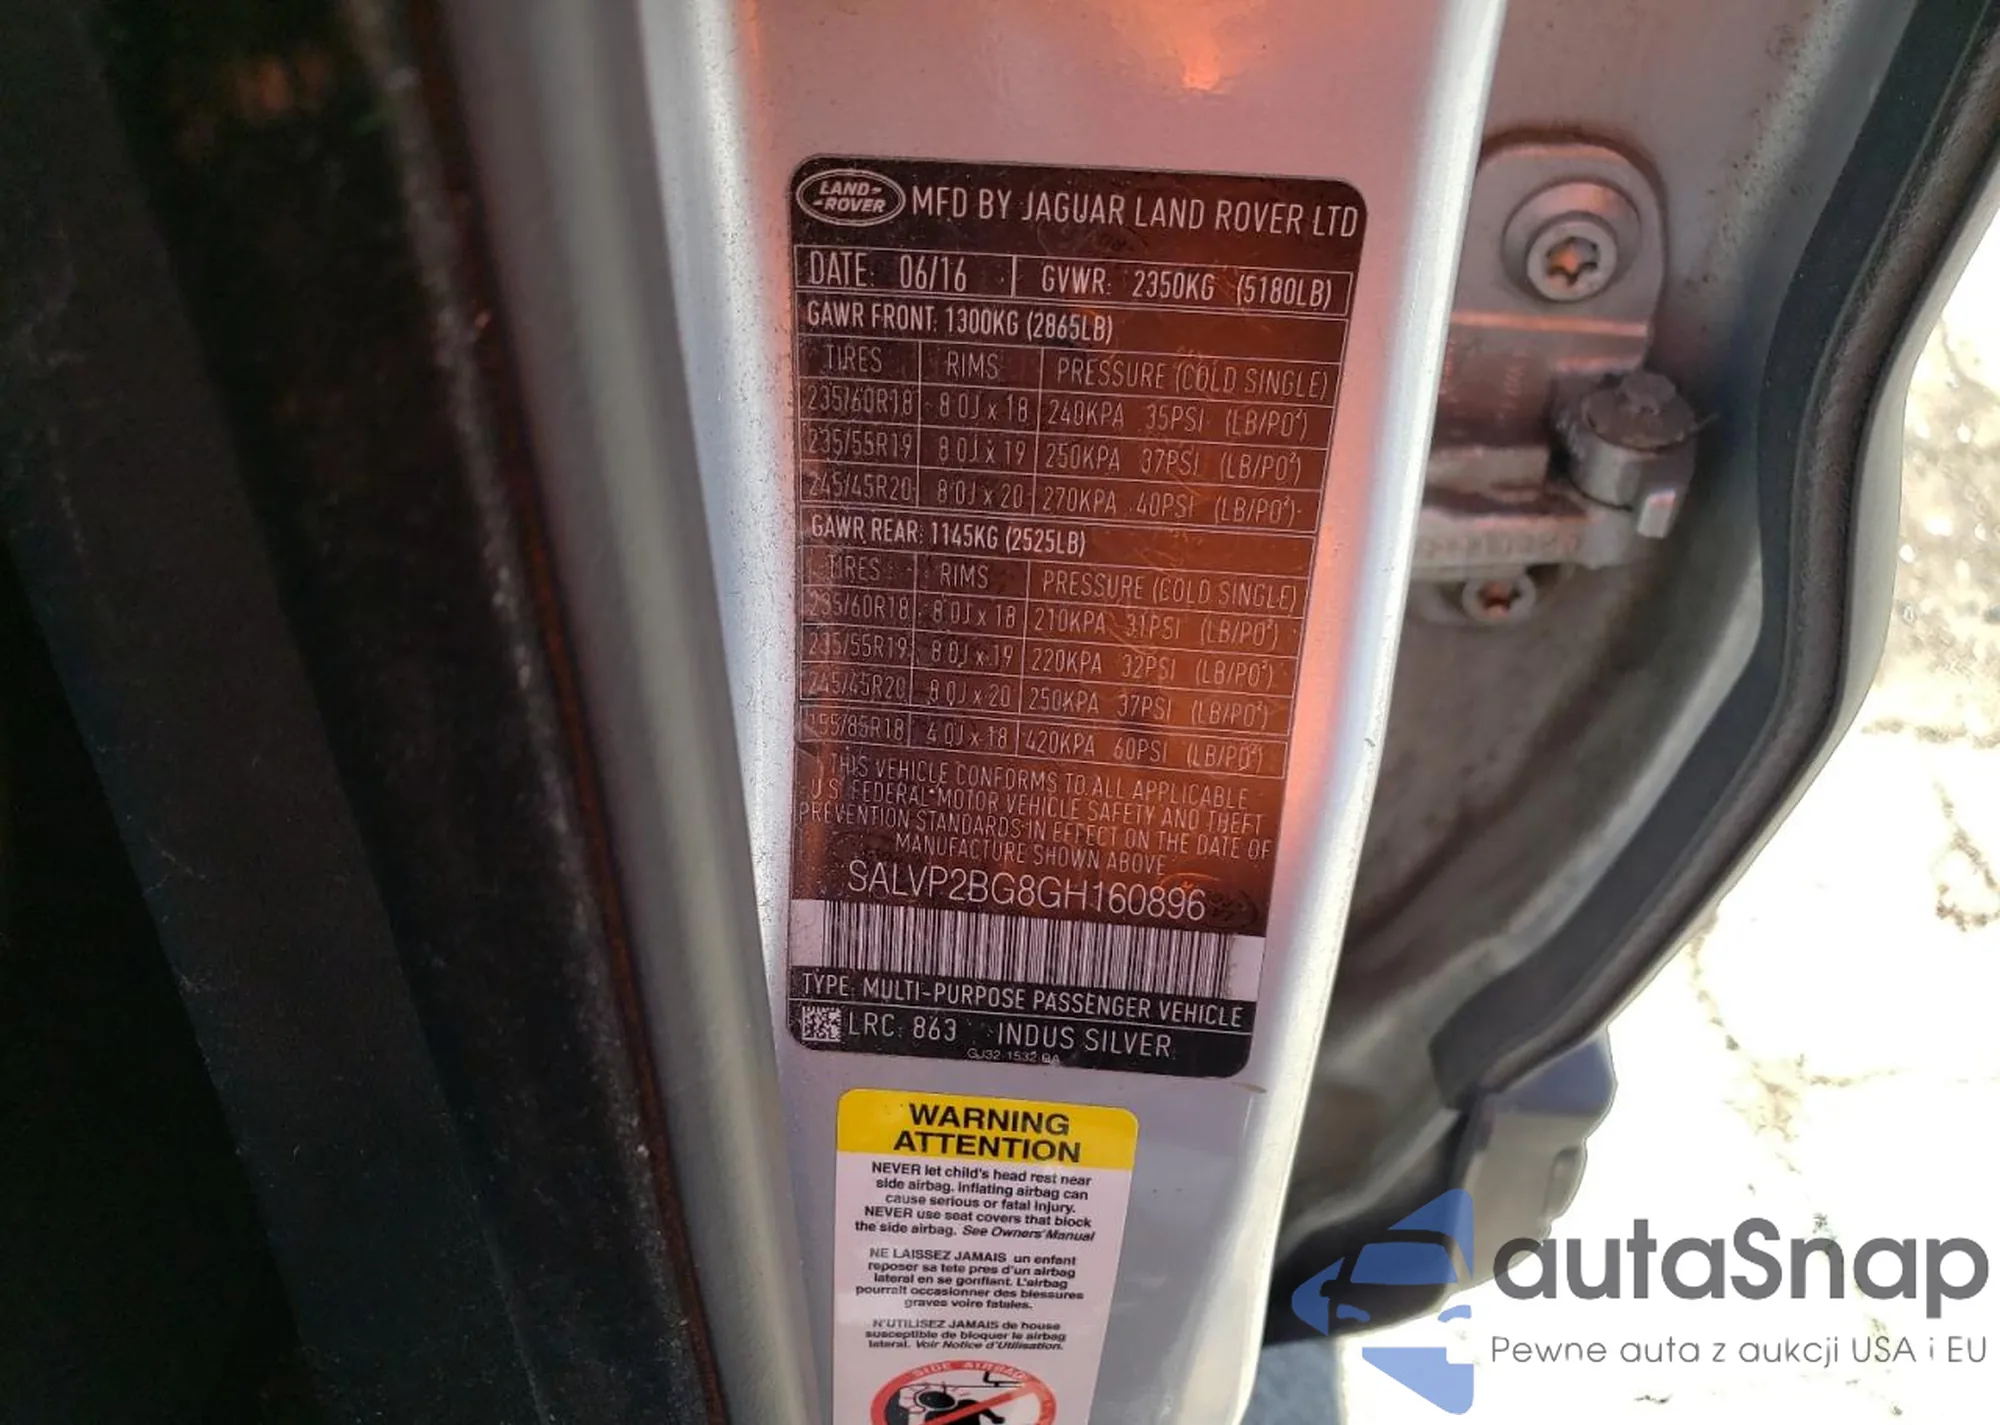 LAND-
-ROVER
MFD BY JAGUAR LAND ROVER LTD
DATE: 06/16 GVWR: 2350KG (5180LB)
GAWR FRONT: 1300KG (2865LB)
TIRES RIMS PRESSURE (COLD SINGLE)
235/60R18 8.0J x 18 240KPA 35PSI (LB/PO²)
235/55R19 8.0J x 19 250KPA 37PSI (LB/PO²)
245/45R20 8.0J x 20 270KPA 40PSI (LB/PO²)
GAWR REAR: 1145KG (2525LB)
TIRES RIMS PRESSURE (COLD SINGLE)
235/60R18 8.0J x 18 210KPA 31PSI (LB/PO²)
235/55R19 8.0J x 19 220KPA 32PSI (LB/PO²)
245/45R20 8.0J x 20 250KPA 37PSI (LB/PO²)
155/85R18 4.0J x 18 420KPA 60PSI (LB/PO²)
THIS VEHICLE CONFORMS TO ALL APPLICABLE
U.S. FEDERAL MOTOR VEHICLE SAFETY AND THEFT
PREVENTION STANDARDS IN EFFECT ON THE DATE OF
MANUFACTURE SHOWN ABOVE
SALVP2BG8GH160896
TYPE: MULTI-PURPOSE PASSENGER VEHICLE
LRC: 863 INDUS SILVER
GJ32 1532 BA
WARNING
ATTENTION
NEVER let child's head rest near
side airbag. Inflating airbag can
cause serious or fatal injury.
NEVER use seat covers that block
the side airbag. See Owners' Manual
NE LAISSEZ JAMAIS un enfant
reposer sa tete pres d'un airbag
lateral en se gonflant. L'airbag
pourrait occasionner des blessures
graves voire fatales.
N'UTILISEZ JAMAIS de house
susceptible de bloquer le airbag
lateral. Voir Notice d'Utilisation.
SIDE AIRBAG
autaSnap
Pewne auta z aukcji USA i EU